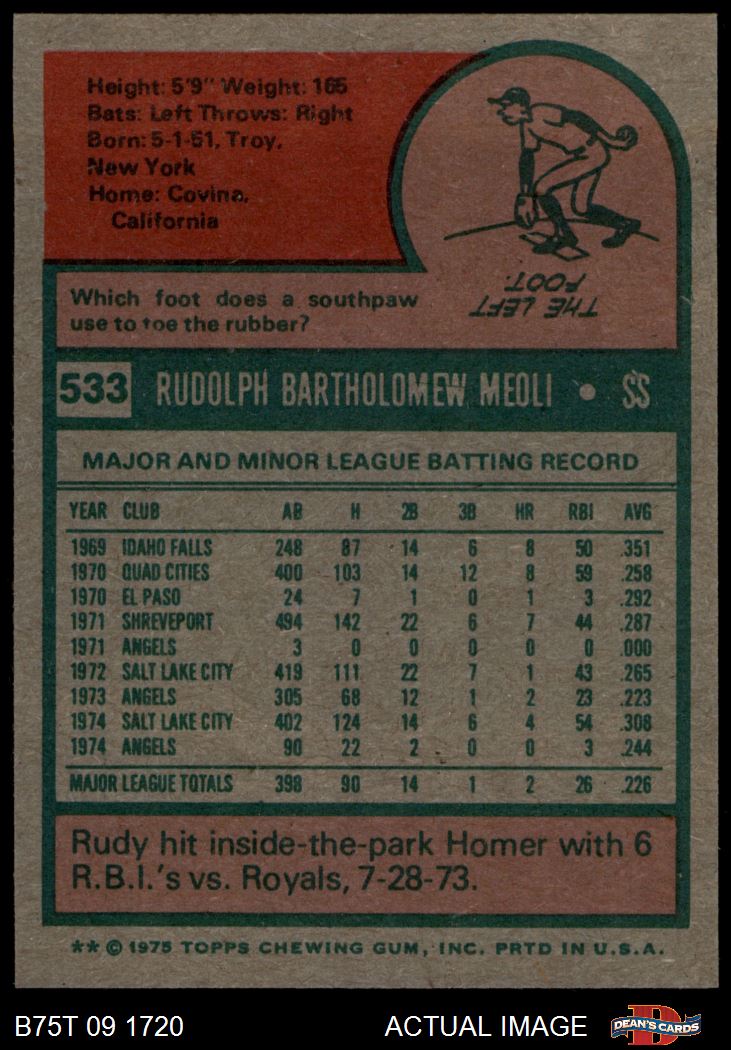 Height: 5'9" Weight: 165
Bats: Left Throws: Right
Born: 5-1-51, Troy,
New York
Home: Covina,
California
THE LEFT
FOOT.
Which foot does a southpaw
use to toe the rubber?
533 RUDOLPH BARTHOLOMEW MEOLI • SS
MAJOR AND MINOR LEAGUE BATTING RECORD
YEAR CLUB AB H 2B 3B HR RBI AVG
1969 IDAHO FALLS 248 87 14 6 8 50 .351
1970 QUAD CITIES 400 103 14 12 8 59 .258
1970 EL PASO 24 7 1 0 1 3 .292
1971 SHREVEPORT 494 142 22 6 7 44 .287
1971 ANGELS 3 0 0 0 0 0 .000
1972 SALT LAKE CITY 419 111 22 7 1 43 .265
1973 ANGELS 305 68 12 1 2 23 .223
1974 SALT LAKE CITY 402 124 14 6 4 54 .308
1974 ANGELS 90 22 2 0 0 3 .244
MAJOR LEAGUE TOTALS 398 90 14 1 2 26 .226
Rudy hit inside-the-park Homer with 6
R.B.I.'s vs. Royals, 7-28-73.
** © 1975 TOPPS CHEWING GUM, INC. PRTD IN U.S.A.
B75T 09 1720 ACTUAL IMAGE DEAN'S CARDS